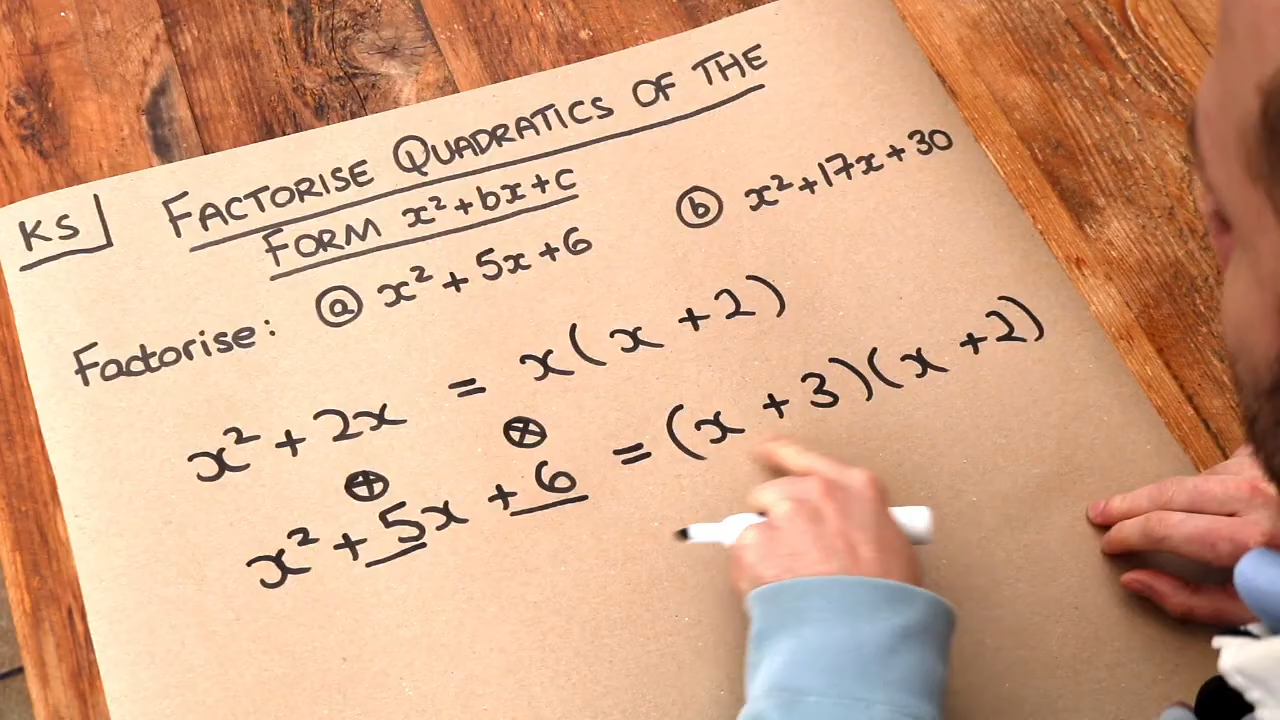 KS
FACTORISE QUADRATICS OF THE
FORM x²+bx+c
Factorise: ⓐ x² + 5x + 6
ⓑ x²+17x+30
x² + 2x = x(x + 2)
⊕ ⊗
x² + 5x + 6 = (x + 3)(x + 2)